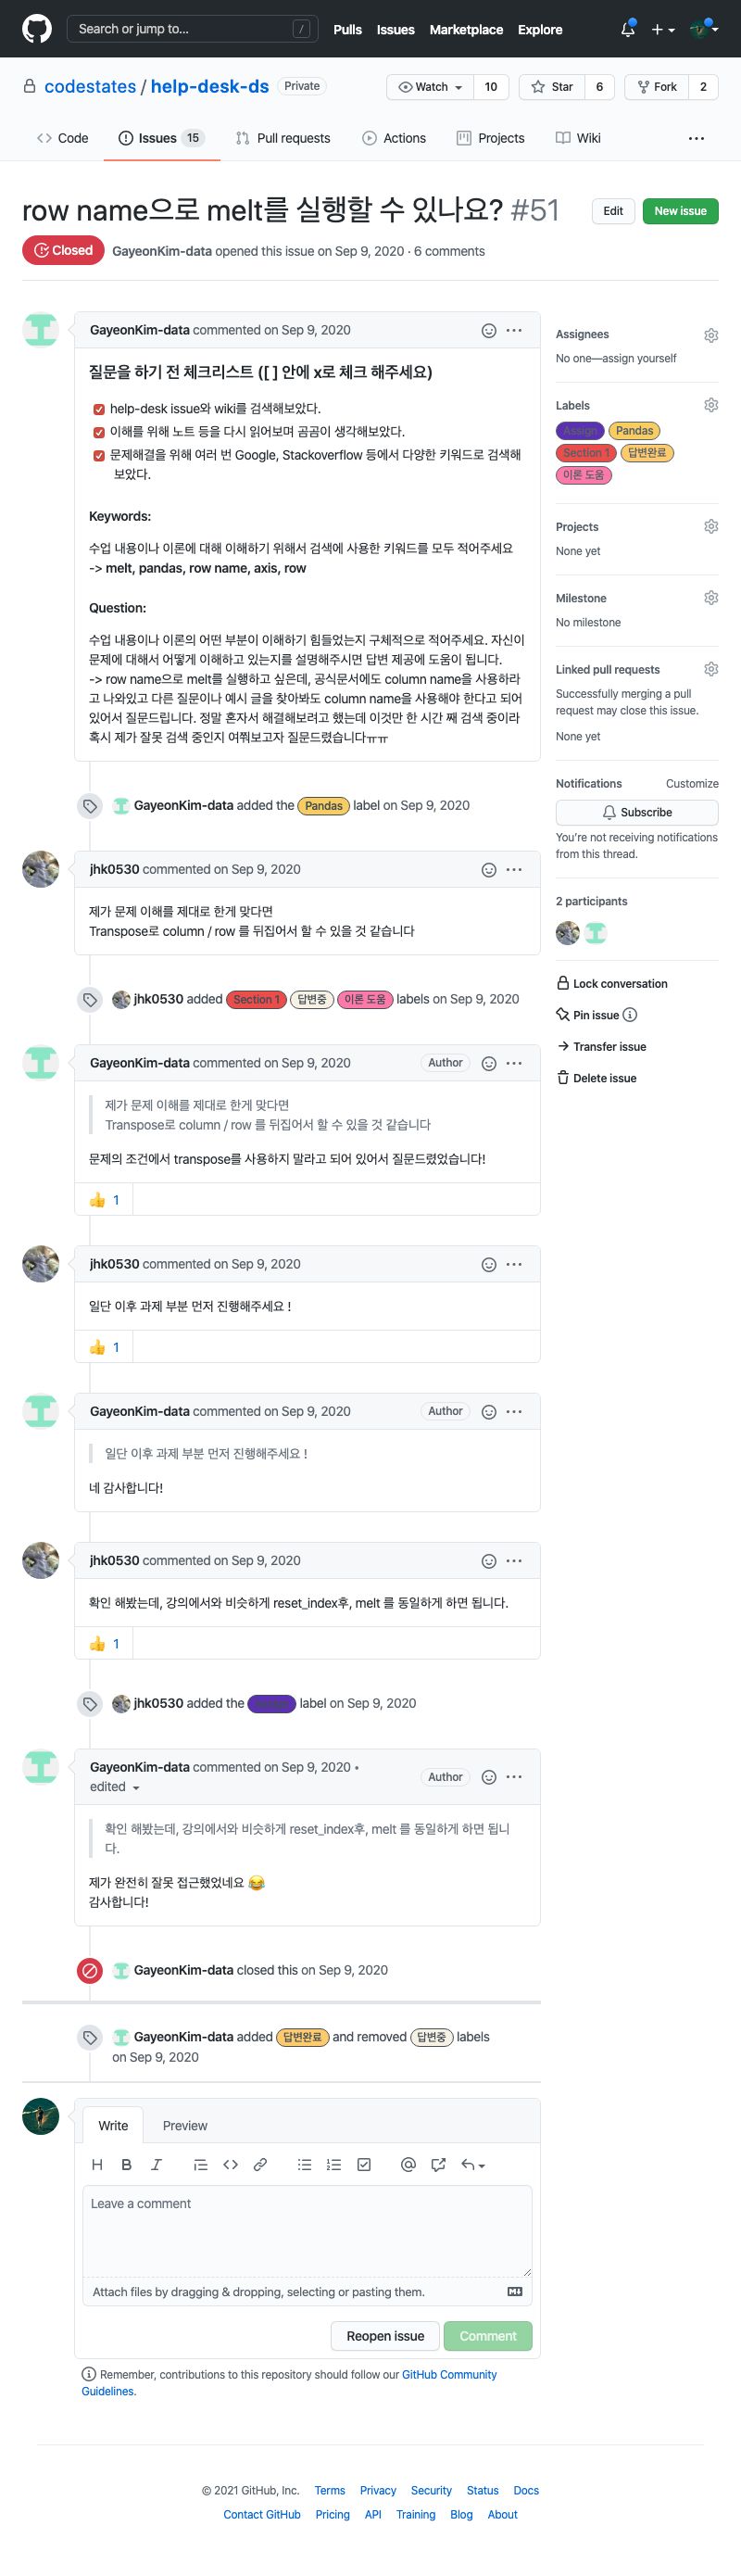 Search or jump to... /
Pulls Issues Marketplace Explore
codestates / help-desk-ds Private
Watch 10 Star 6 Fork 2
Code Issues 15 Pull requests Actions Projects Wiki
row name으로 melt를 실행할 수 있나요? #51
Edit New issue
Closed GayeonKim-data opened this issue on Sep 9, 2020 · 6 comments
GayeonKim-data commented on Sep 9, 2020
질문을 하기 전 체크리스트 ([ ] 안에 x로 체크 해주세요)
help-desk issue와 wiki를 검색해보았다.
이해를 위해 노트 등을 다시 읽어보며 곰곰이 생각해보았다.
문제해결을 위해 여러 번 Google, Stackoverflow 등에서 다양한 키워드로 검색해
보았다.
Keywords:
수업 내용이나 이론에 대해 이해하기 위해서 검색에 사용한 키워드를 모두 적어주세요
-> melt, pandas, row name, axis, row
Question:
수업 내용이나 이론의 어떤 부분이 이해하기 힘들었는지 구체적으로 적어주세요. 자신이
문제에 대해서 어떻게 이해하고 있는지를 설명해주시면 답변 제공에 도움이 됩니다.
-> row name으로 melt를 실행하고 싶은데, 공식문서에도 column name을 사용하라
고 나와있고 다른 질문이나 예시 글을 찾아봐도 column name을 사용해야 한다고 되어
있어서 질문드립니다. 정말 혼자서 해결해보려고 했는데 이것만 한 시간 째 검색 중이라
혹시 제가 잘못 검색 중인지 여쭤보고자 질문드렸습니다ㅠㅠ
GayeonKim-data added the Pandas label on Sep 9, 2020
jhk0530 commented on Sep 9, 2020
제가 문제 이해를 제대로 한게 맞다면
Transpose로 column / row 를 뒤집어서 할 수 있을 것 같습니다
jhk0530 added Section 1 답변중 이론 도움 labels on Sep 9, 2020
GayeonKim-data commented on Sep 9, 2020 Author
제가 문제 이해를 제대로 한게 맞다면
Transpose로 column / row 를 뒤집어서 할 수 있을 것 같습니다
문제의 조건에서 transpose를 사용하지 말라고 되어 있어서 질문드렸었습니다!
👍 1
jhk0530 commented on Sep 9, 2020
일단 이후 과제 부분 먼저 진행해주세요 !
👍 1
GayeonKim-data commented on Sep 9, 2020 Author
일단 이후 과제 부분 먼저 진행해주세요 !
네 감사합니다!
jhk0530 commented on Sep 9, 2020
확인 해봤는데, 강의에서와 비슷하게 reset_index후, melt 를 동일하게 하면 됩니다.
👍 1
jhk0530 added the Assign label on Sep 9, 2020
GayeonKim-data commented on Sep 9, 2020 •
edited
Author
확인 해봤는데, 강의에서와 비슷하게 reset_index후, melt 를 동일하게 하면 됩니
다.
제가 완전히 잘못 접근했었네요 😂
감사합니다!
GayeonKim-data closed this on Sep 9, 2020
GayeonKim-data added 답변완료 and removed 답변중 labels
on Sep 9, 2020
Write Preview
Leave a comment
Attach files by dragging & dropping, selecting or pasting them.
Reopen issue Comment
Remember, contributions to this repository should follow our GitHub Community
Guidelines.
Assignees
No one—assign yourself
Labels
Assign Pandas
Section 1 답변완료
이론 도움
Projects
None yet
Milestone
No milestone
Linked pull requests
Successfully merging a pull
request may close this issue.
None yet
Notifications Customize
Subscribe
You're not receiving notifications
from this thread.
2 participants
Lock conversation
Pin issue
Transfer issue
Delete issue
© 2021 GitHub, Inc. Terms Privacy Security Status Docs
Contact GitHub Pricing API Training Blog About